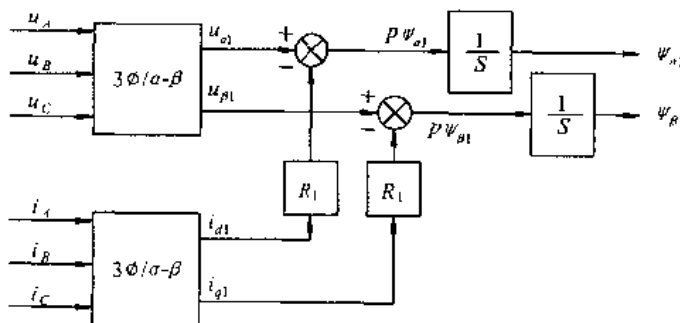 u_A
u_B
u_C
3Φ/α-β
u_α1
u_β1
+
−
pψ_α1
1/S
ψ_α1
+
−
pψ_β1
1/S
ψ_β
R_1
R_1
i_A
i_B
i_C
3Φ/σ-β
i_d1
i_q1